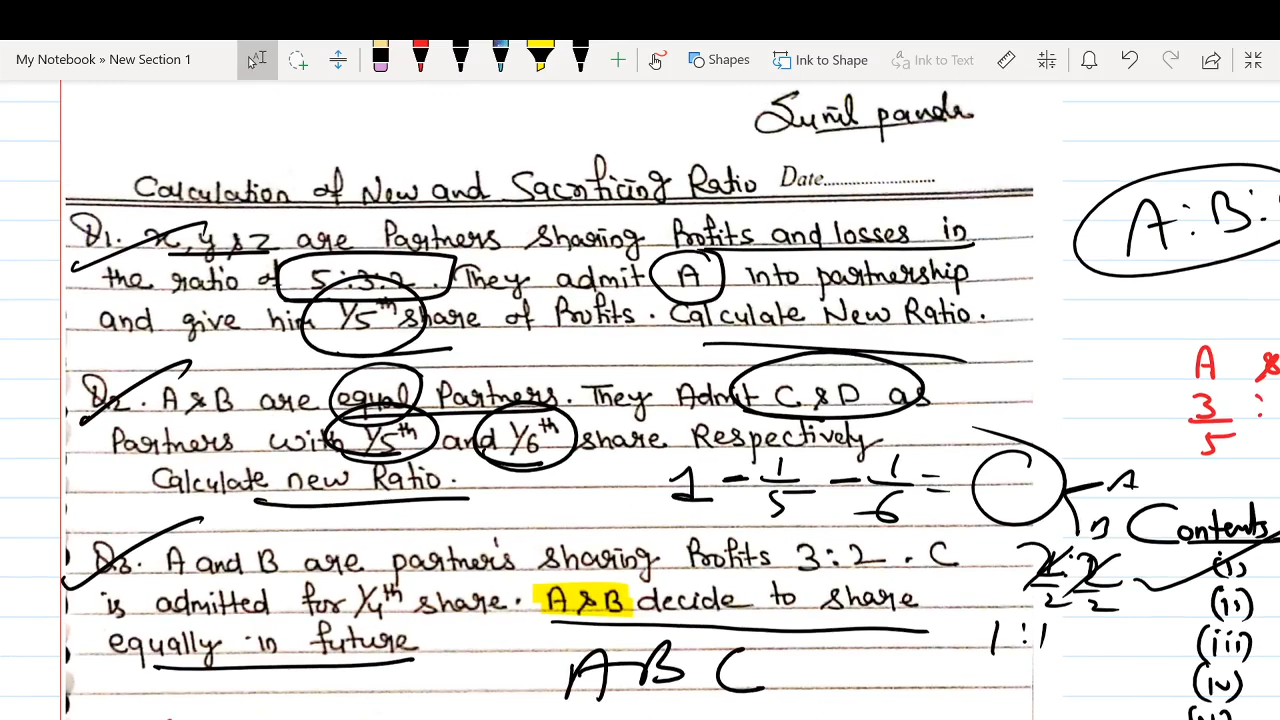 My Notebook » New Section 1
Shapes
Ink to Shape
Ink to Text
Sunil panda
Calculation of New and Sacrificing Ratio Date
Q1. x, y & z are Partners sharing Profits and losses in
the ratio of 5:3:2. They admit A into partnership
and give him 1/5th share of Profits. Calculate New Ratio.
Q2. A & B are equal Partners. They Admit C & D as
Partners with 1/5th and 1/6th share Respectively
Calculate new Ratio.
1 - 1/5 - 1/6 =
A
B
Q3. A and B are partner's sharing Profits 3:2. C
is admitted for 1/4th share. A & B decide to share
equally in future
1:1
A B C
A:B:
A &
3 :
5
Contents
(i)
(ii)
(iii)
(iv)